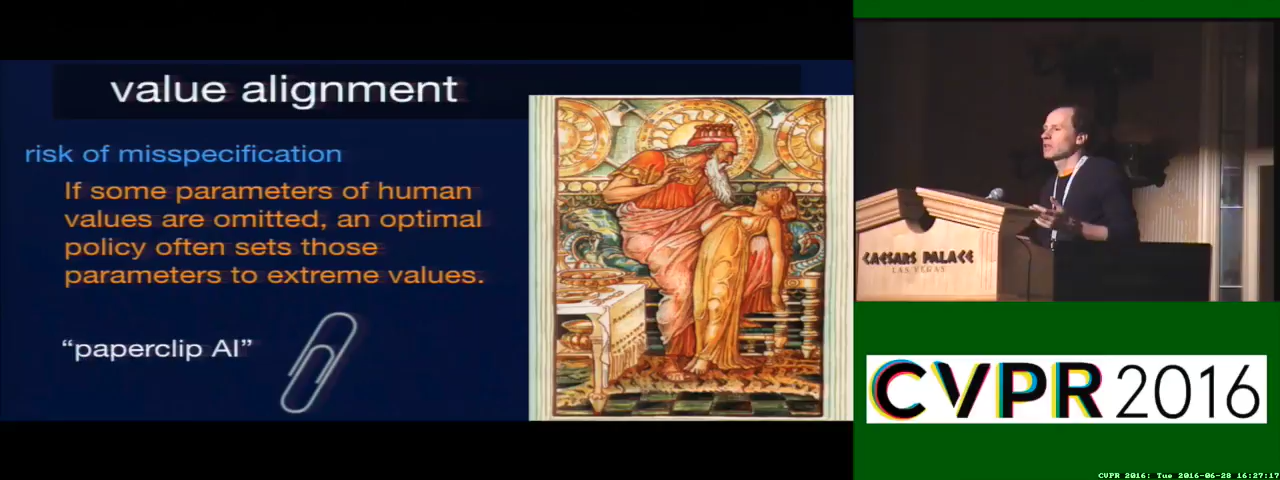 value alignment
risk of misspecification
If some parameters of human
values are omitted, an optimal
policy often sets those
parameters to extreme values.
“paperclip AI”
CAESARS PALACE
LAS VEGAS
CVPR 2016
CVPR 2016: Tue 2016-06-28 16:27:17